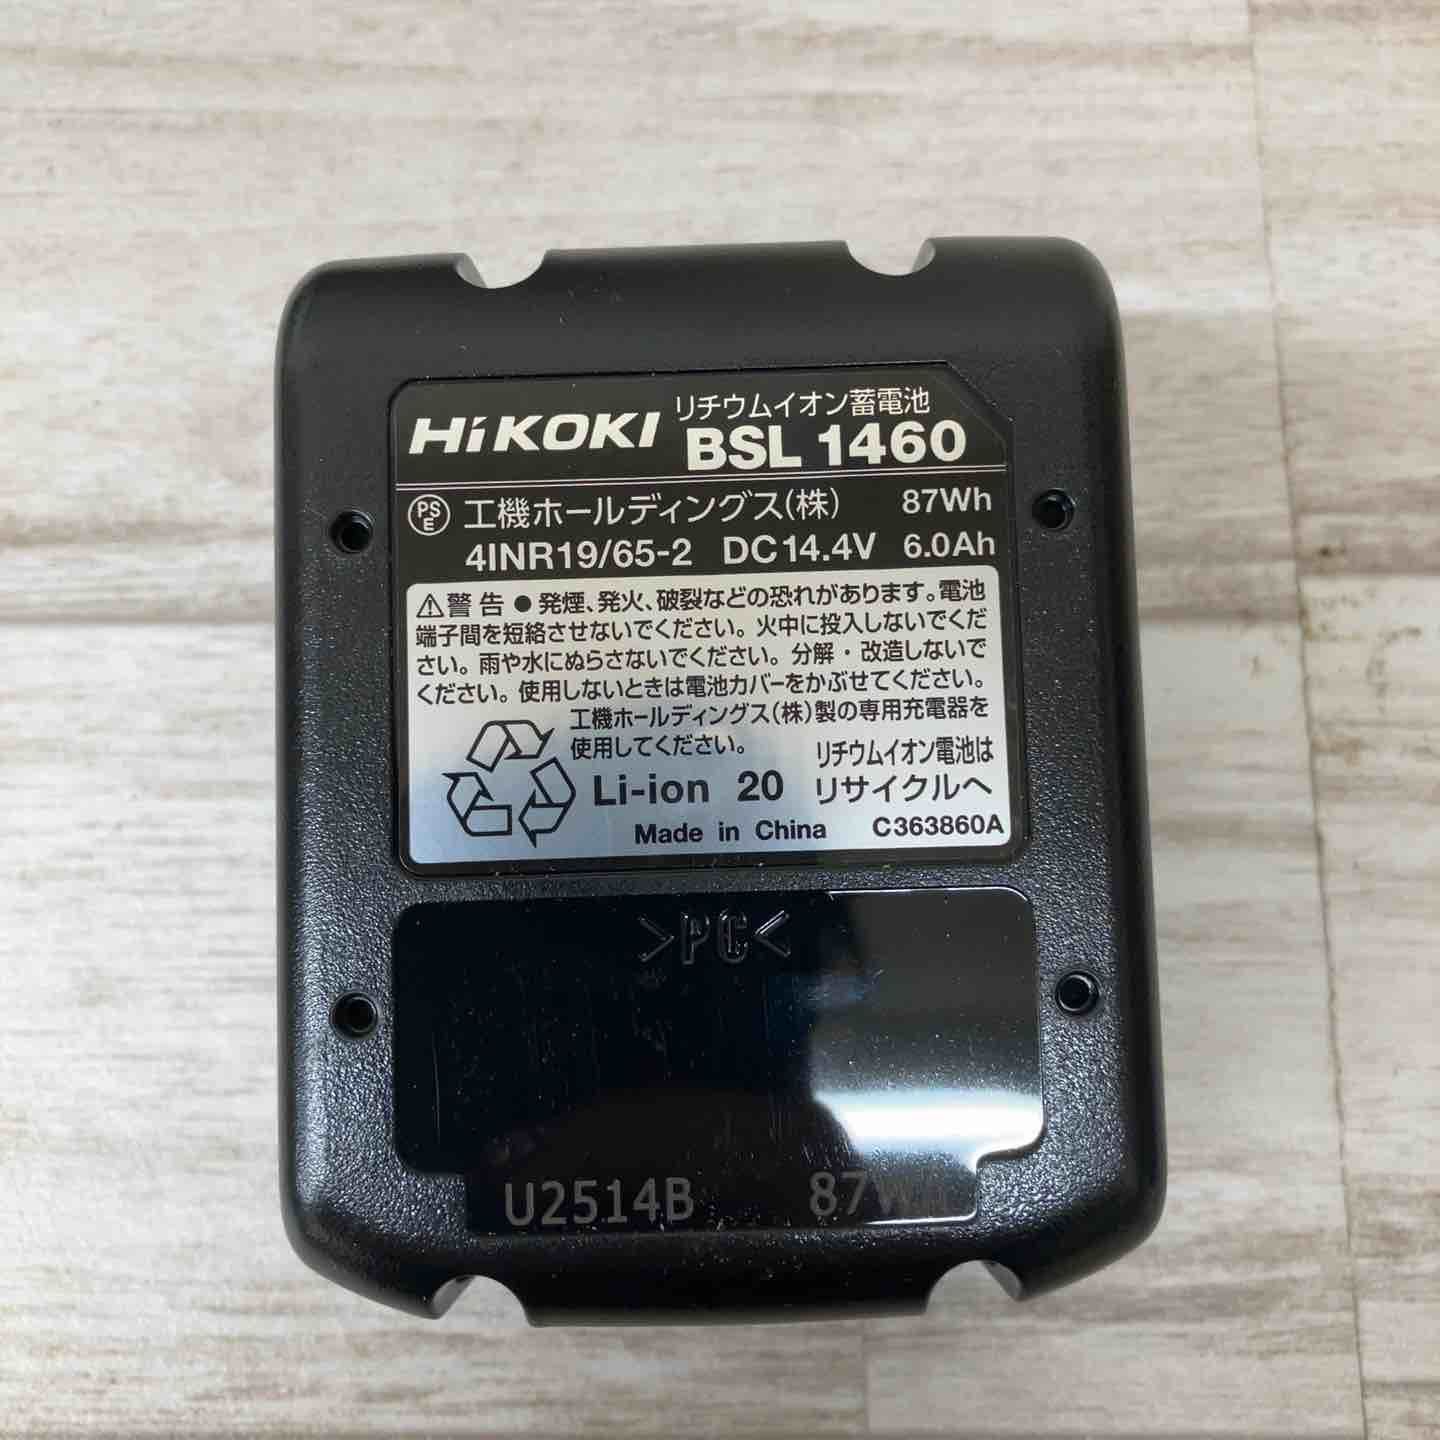 HiKOKI リチウムイオン蓄電池
BSL 1460
PSE 工機ホールディングス(株) 87Wh
4INR19/65-2 DC14.4V 6.0Ah
⚠警告 ●発煙、発火、破裂などの恐れがあります。電池
端子間を短絡させないでください。火中に投入しないでくだ
さい。雨や水にぬらさないでください。分解・改造しないで
ください。使用しないときは電池カバーをかぶせてください。
工機ホールディングス(株)製の専用充電器を
使用してください。
リチウムイオン電池は
Li-ion 20 リサイクルへ
Made in China C363860A
>PC<
U2514B 87Wh